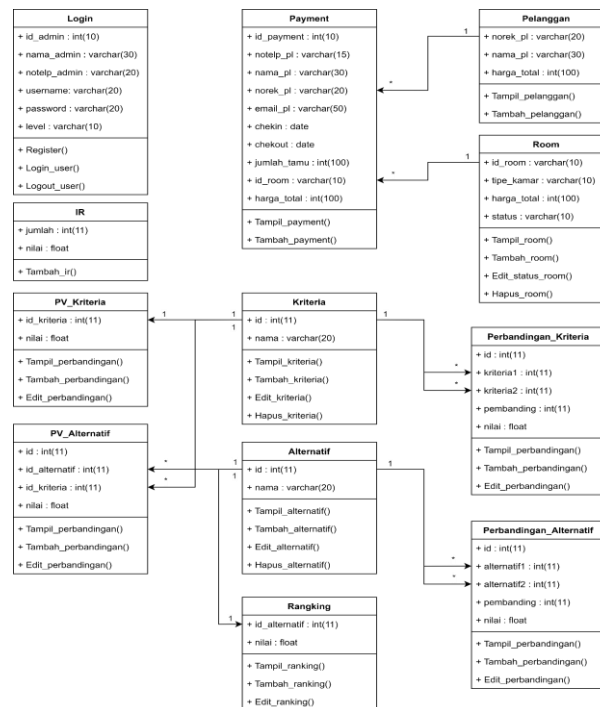 Login
+ id_admin : int(10)
+ nama_admin : varchar(30)
+ notelp_admin : varchar(20)
+ username: varchar(20)
+ password : varchar(20)
+ level : varchar(10)
+ Register()
+ Login_user()
+ Logout_user()
IR
+ jumlah : int(11)
+ nilai : float
+ Tambah_ir()
PV_Kriteria
+ id_kriteria : int(11)
+ nilai : float
+ Tampil_perbandingan()
+ Tambah_perbandingan()
+ Edit_perbandingan()
PV_Alternatif
+ id : int(11)
+ id_alternatif : int(11)
+ id_kriteria : int(11)
+ nilai : float
+ Tampil_perbandingan()
+ Tambah_perbandingan()
+ Edit_perbandingan()
Payment
+ id_payment : int(10)
+ notelp_pl : varchar(15)
+ nama_pl : varchar(30)
+ norek_pl : varchar(20)
+ email_pl : varchar(50)
+ chekin : date
+ chekout : date
+ jumlah_tamu : int(100)
+ id_room : varchar(10)
+ harga_total : int(100)
+ Tampil_payment()
+ Tambah_payment()
Kriteria
+ id : int(11)
+ nama : varchar(20)
+ Tampil_kriteria()
+ Tambah_kriteria()
+ Edit_kriteria()
+ Hapus_kriteria()
Alternatif
+ id : int(11)
+ nama : varchar(20)
+ Tampil_alternatif()
+ Tambah_alternatif()
+ Edit_alternatif()
+ Hapus_alternatif()
Rangking
+ id_alternatif : int(11)
+ nilai : float
+ Tampil_ranking()
+ Tambah_ranking()
+ Edit_ranking()
Pelanggan
+ norek_pl : varchar(20)
+ nama_pl : varchar(30)
+ harga_total : int(100)
+ Tampil_pelanggan()
+ Tambah_pelanggan()
Room
+ id_room : varchar(10)
+ tipe_kamar : varchar(10)
+ harga_total : int(100)
+ status : varchar(10)
+ Tampil_room()
+ Tambah_room()
+ Edit_status_room()
+ Hapus_room()
Perbandingan_Kriteria
+ id : int(11)
+ kriteria1 : int(11)
+ kriteria2 : int(11)
+ pembanding : int(11)
+ nilai : float
+ Tampil_perbandingan()
+ Tambah_perbandingan()
+ Edit_perbandingan()
Perbandingan_Alternatif
+ id : int(11)
+ alternatif1 : int(11)
+ alternatif2 : int(11)
+ pembanding : int(11)
+ nilai : float
+ Tampil_perbandingan()
+ Tambah_perbandingan()
+ Edit_perbandingan()
1
*
1
*
1
1
1
1
*
*
*
*
1
1
1
*
*
1